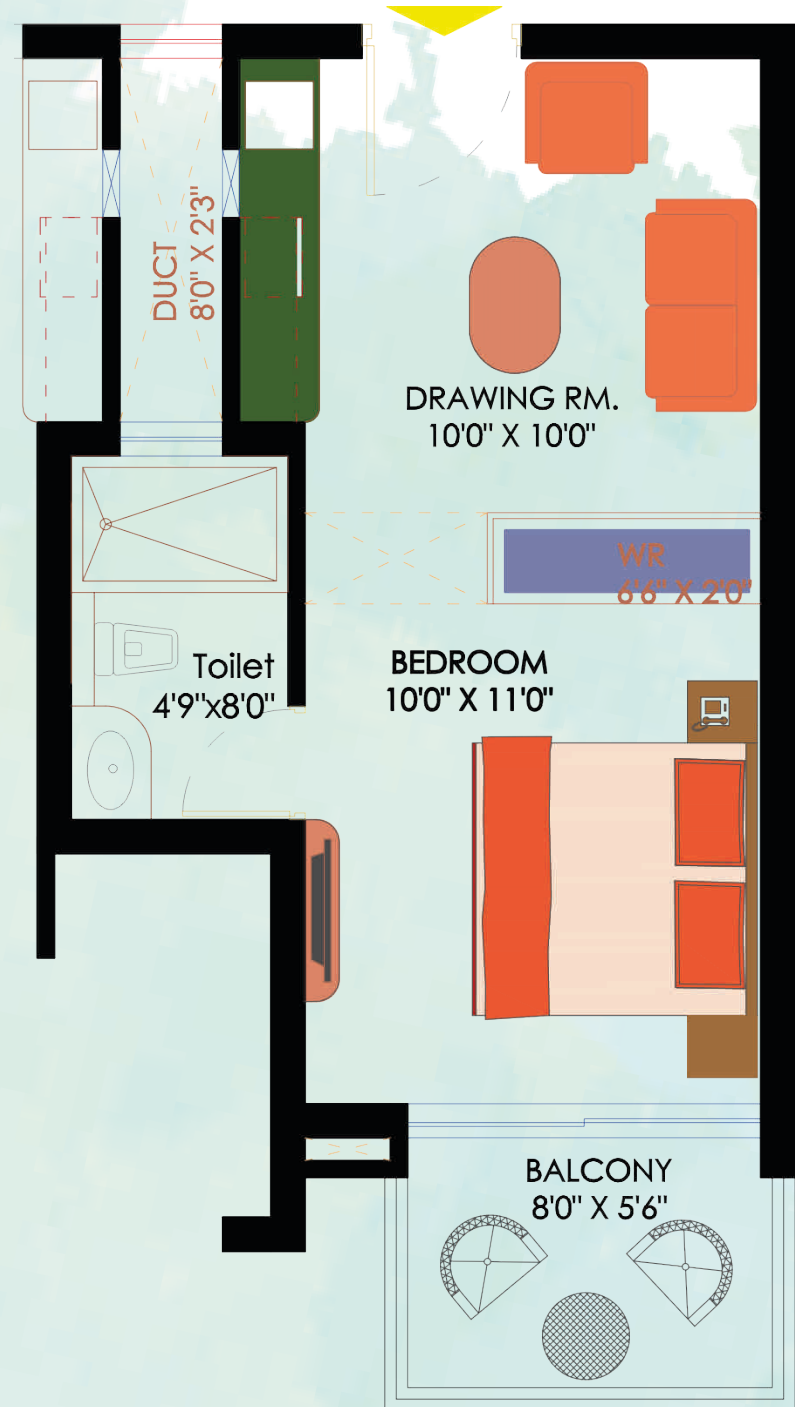 DUCT
8'0" X 2'3"
DRAWING RM.
10'0" X 10'0"
WR
6'6" X 2'0"
Toilet
4'9"x8'0"
BEDROOM
10'0" X 11'0"
BALCONY
8'0" X 5'6"